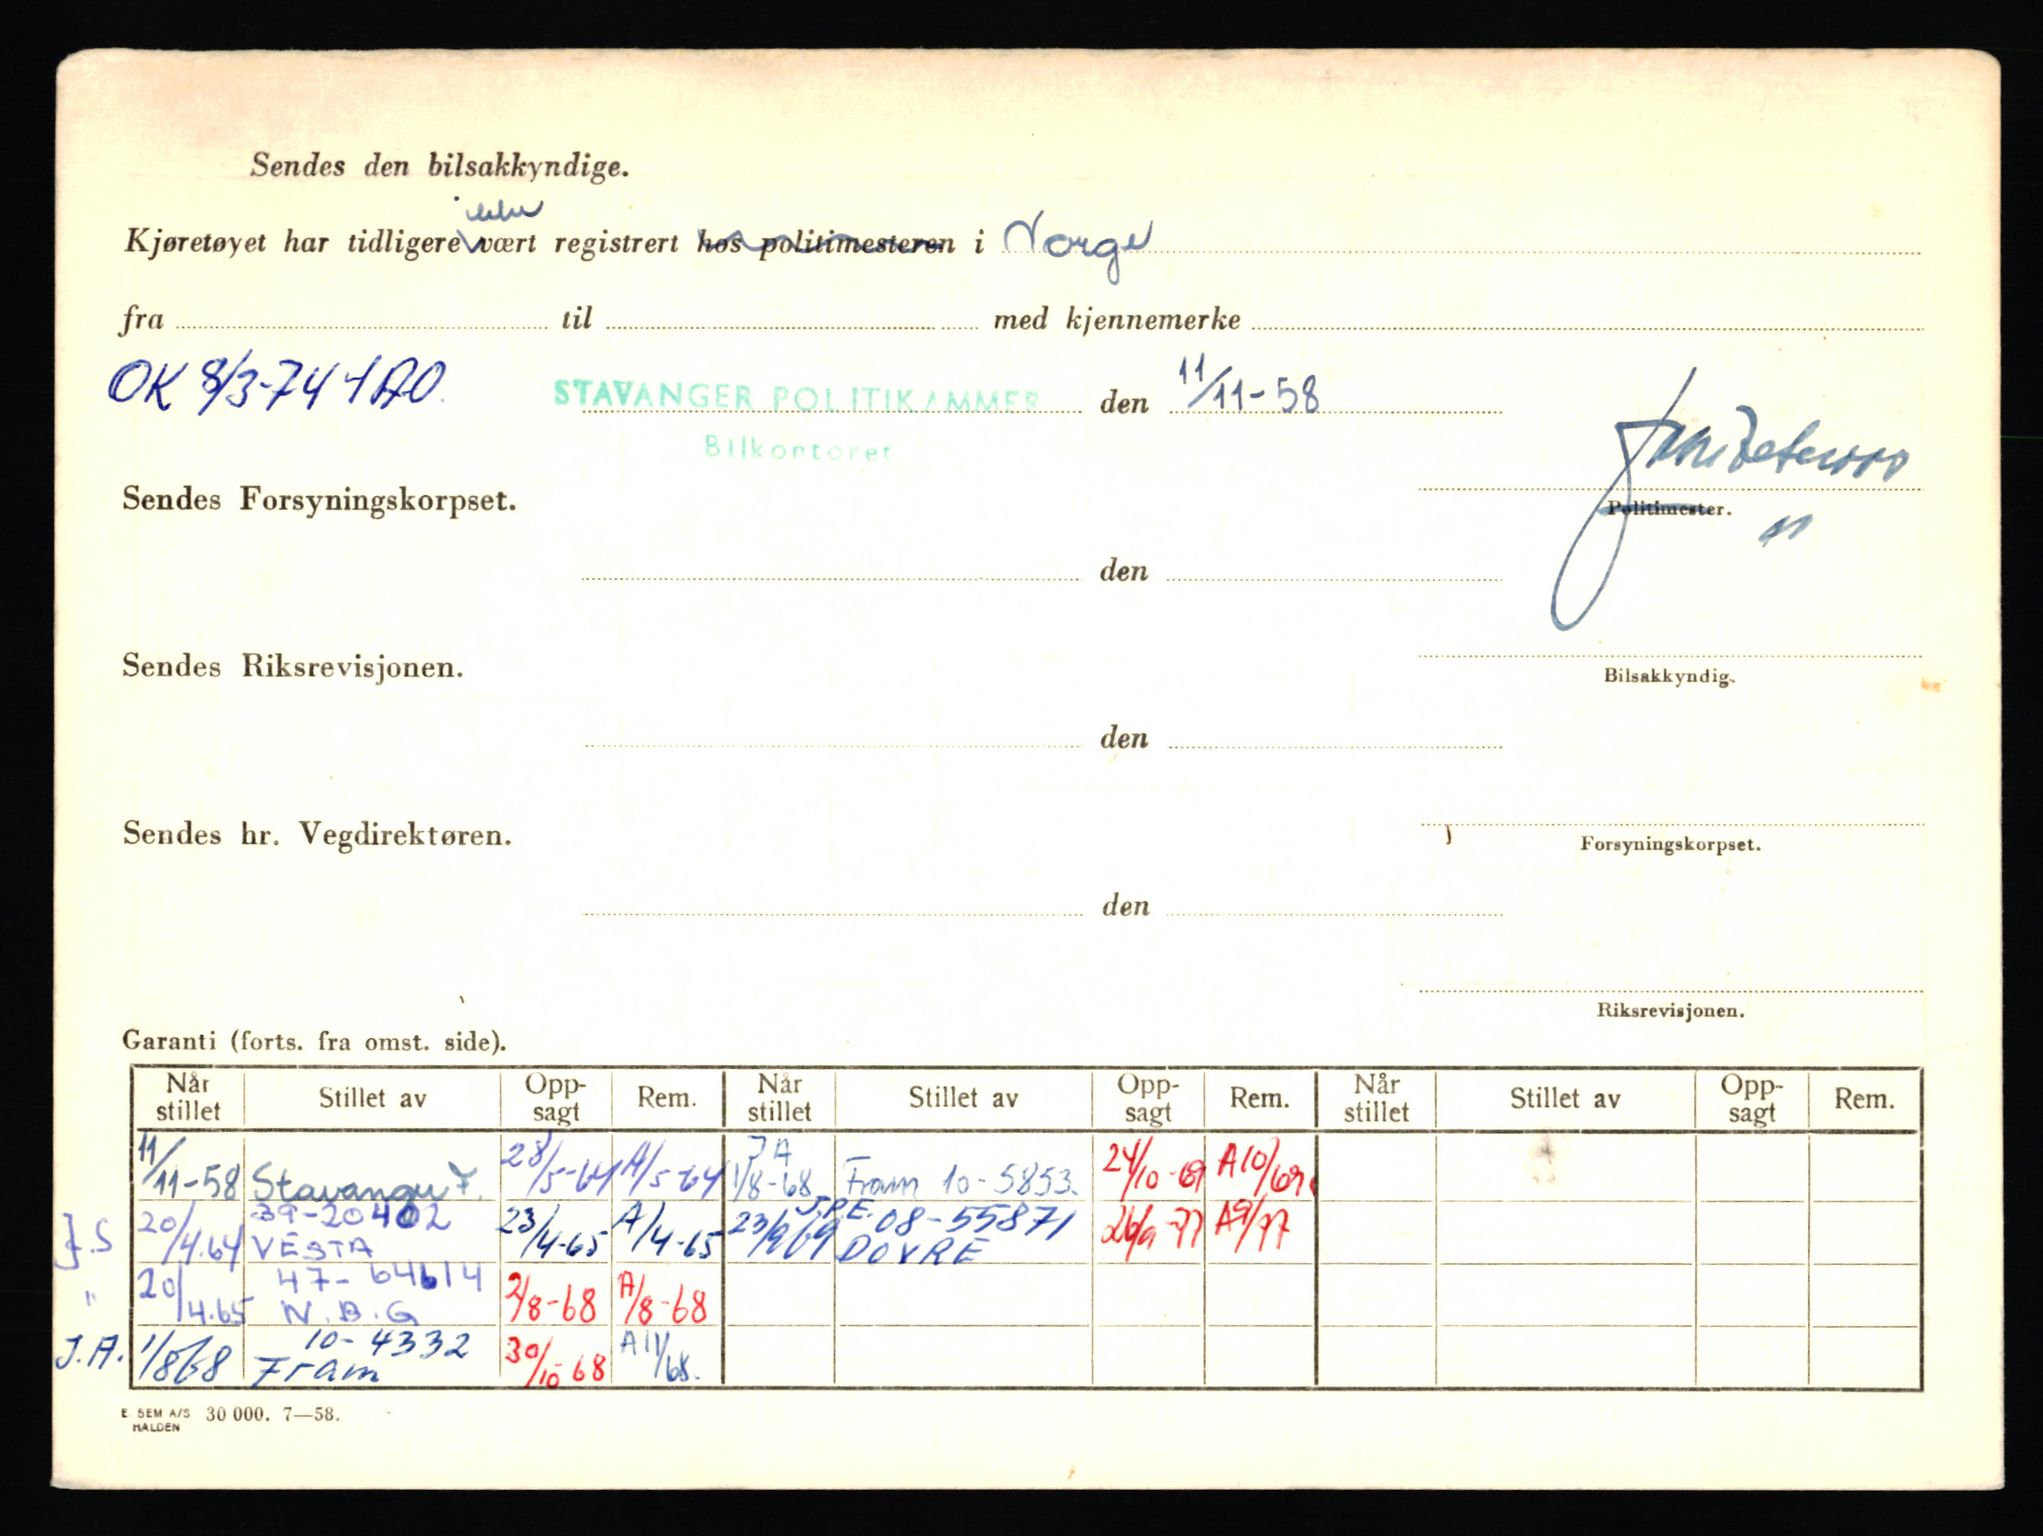 Sendes den bilsakkyndige.
ikke
Kjøretøyet har tidligere vært registrert hos politimesteren i Norge
fra til med kjennemerke
OK 8/3-74 STAVANGER POLITIKAMMER den 11/11-58
Bilkontoret
Sendes Forsyningskorpset.
Politimester.
den
Sendes Riksrevisjonen.
Bilsakkyndig.
den
Sendes hr. Vegdirektøren.
Forsyningskorpset.
den
Riksrevisjonen.
Garanti (forts. fra omst. side).
Når stillet Stillet av Opp-sagt Rem. Når stillet Stillet av Opp-sagt Rem. Når stillet Stillet av Opp-sagt Rem.
11/11-58 Stavanger F. 28/5-64 A/5-64 JA 1/8-68 Fram 10-5853. 24/10-69 A10/69
J.S 20/4.64 39-20402 VESTA 23/4-65 A/4-65 23/9/69 J.P.E. 08-55871 DOVRE 26/9-77 A9/77
" 20/4.65 47-64614 N.B.G 2/8-68 A/8-68
J.A. 1/8 68 10-4332 Fram 30/10-68 A11/68.
E. SEM A/S HALDEN 30 000. 7—58.